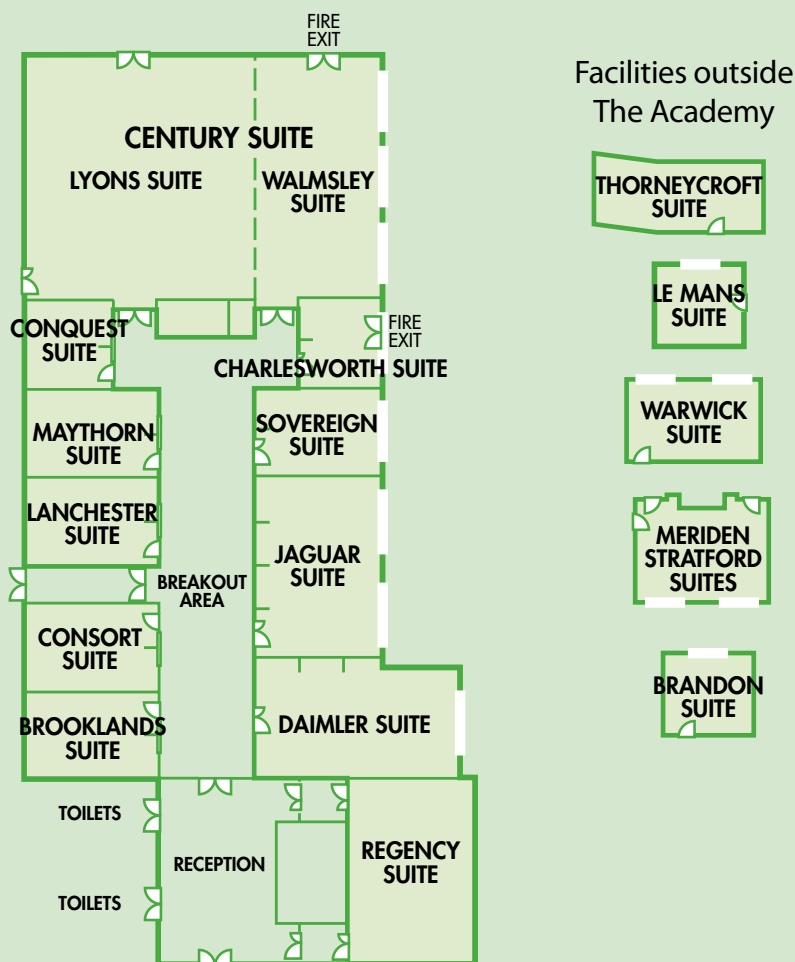 FIRE
EXIT
Facilities outside
The Academy
CENTURY SUITE
LYONS SUITE
WALMSLEY
SUITE
THORNEYCROFT
SUITE
LE MANS
SUITE
CONQUEST
SUITE
FIRE
EXIT
CHARLESWORTH SUITE
MAYTHORN
SUITE
SOVEREIGN
SUITE
WARWICK
SUITE
LANCHESTER
SUITE
JAGUAR
SUITE
MERIDEN
STRATFORD
SUITES
BREAKOUT
AREA
CONSORT
SUITE
BROOKLANDS
SUITE
DAIMLER SUITE
BRANDON
SUITE
TOILETS
RECEPTION
REGENCY
SUITE
TOILETS